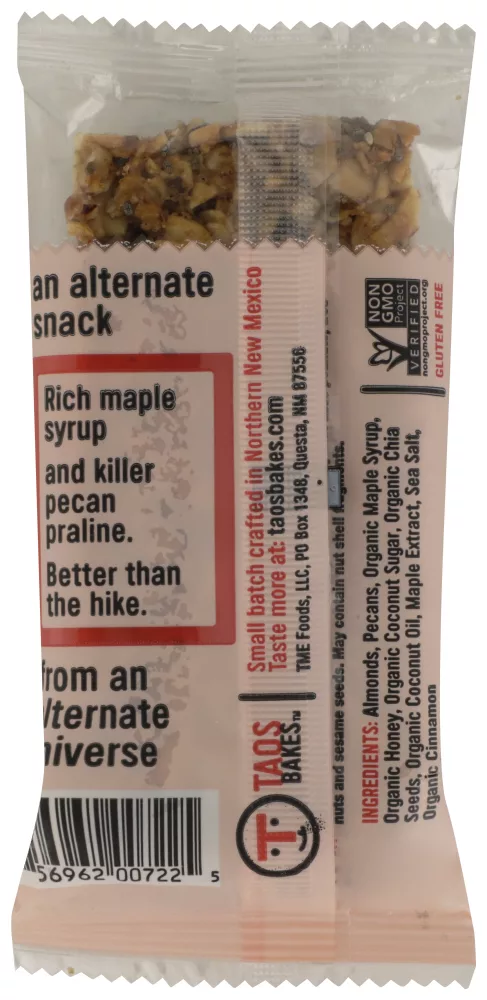 an alternate
snack
Rich maple
syrup
and killer
pecan
praline.
Better than
the hike.
from an
lternate
niverse
56962 00722 5
TAOS
BAKES™
Small batch crafted in Northern New Mexico
Taste more at: taosbakes.com
TME Foods, LLC, PO Box 1348, Questa, NM 87556
nuts and sesame seeds. May contain nut shell
INGREDIENTS: Almonds, Pecans, Organic Maple Syrup,
Organic Honey, Organic Coconut Sugar, Organic Chia
Seeds, Organic Coconut Oil, Maple Extract, Sea Salt,
Organic Cinnamon
NON
GMO
Project
VERIFIED
nongmoproject.org
GLUTEN FREE